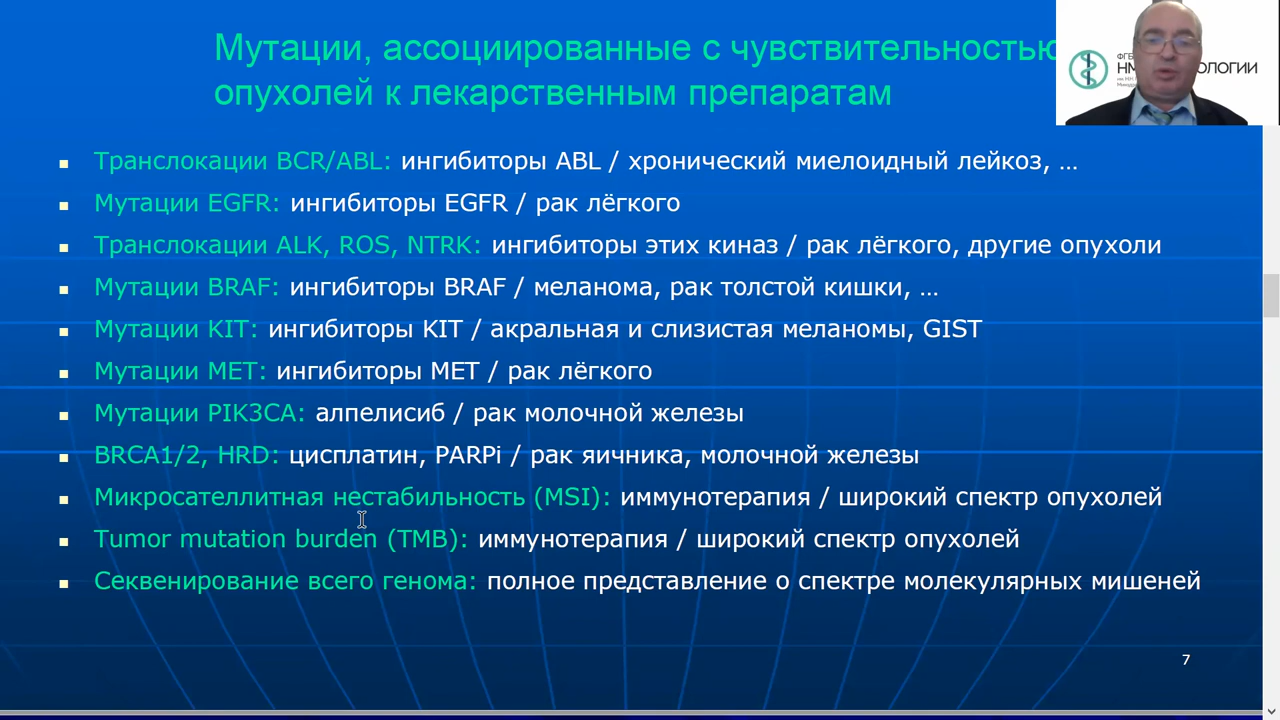 Мутации, ассоциированные с чувствительностью
опухолей к лекарственным препаратам
ФГБ
НМ ОЛОГИИ
Транслокации BCR/ABL: ингибиторы ABL / хронический миелоидный лейкоз, …
Мутации EGFR: ингибиторы EGFR / рак лёгкого
Транслокации ALK, ROS, NTRK: ингибиторы этих киназ / рак лёгкого, другие опухоли
Мутации BRAF: ингибиторы BRAF / меланома, рак толстой кишки, …
Мутации KIT: ингибиторы KIT / акральная и слизистая меланомы, GIST
Мутации MET: ингибиторы MET / рак лёгкого
Мутации PIK3CA: алпелисиб / рак молочной железы
BRCA1/2, HRD: цисплатин, PARPi / рак яичника, молочной железы
Микросателлитная нестабильность (MSI): иммунотерапия / широкий спектр опухолей
Tumor mutation burden (TMB): иммунотерапия / широкий спектр опухолей
Секвенирование всего генома: полное представление о спектре молекулярных мишеней
7